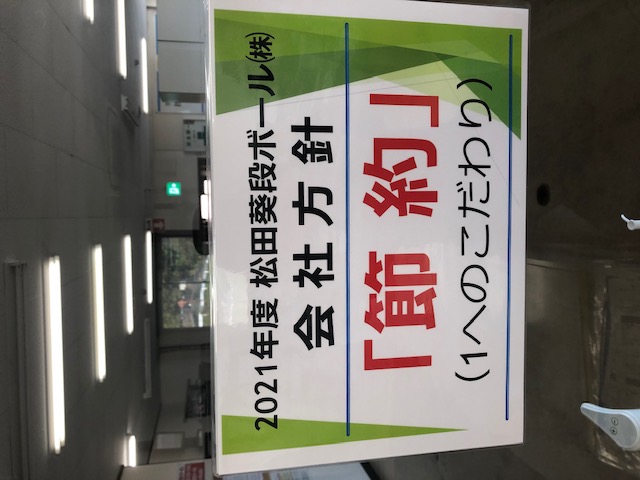 2021年度 松田葵段ボール㈱
会社方針
「節約」
(1へのこだわり)